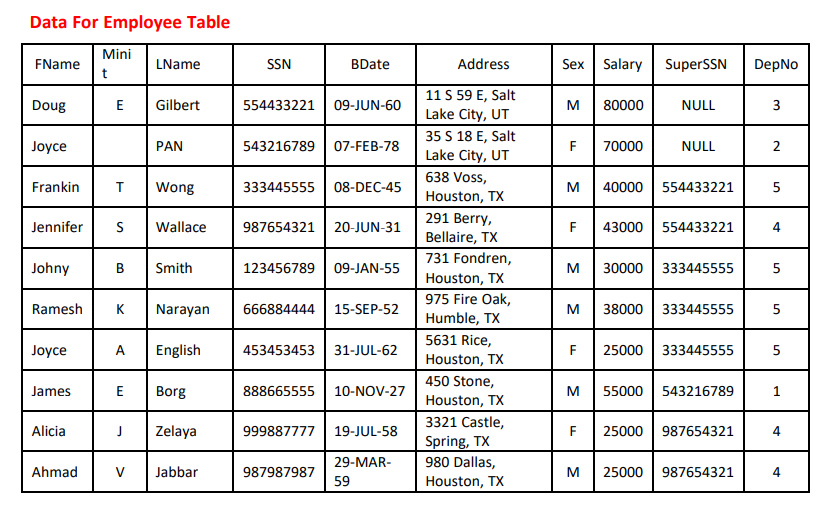 Data For Employee Table
FName Mini t LName SSN BDate Address Sex Salary SuperSSN DepNo
Doug E Gilbert 554433221 09-JUN-60 11 S 59 E, Salt Lake City, UT M 80000 NULL 3
Joyce PAN 543216789 07-FEB-78 35 S 18 E, Salt Lake City, UT F 70000 NULL 2
Frankin T Wong 333445555 08-DEC-45 638 Voss, Houston, TX M 40000 554433221 5
Jennifer S Wallace 987654321 20-JUN-31 291 Berry, Bellaire, TX F 43000 554433221 4
Johny B Smith 123456789 09-JAN-55 731 Fondren, Houston, TX M 30000 333445555 5
Ramesh K Narayan 666884444 15-SEP-52 975 Fire Oak, Humble, TX M 38000 333445555 5
Joyce A English 453453453 31-JUL-62 5631 Rice, Houston, TX F 25000 333445555 5
James E Borg 888665555 10-NOV-27 450 Stone, Houston, TX M 55000 543216789 1
Alicia J Zelaya 999887777 19-JUL-58 3321 Castle, Spring, TX F 25000 987654321 4
Ahmad V Jabbar 987987987 29-MAR-59 980 Dallas, Houston, TX M 25000 987654321 4